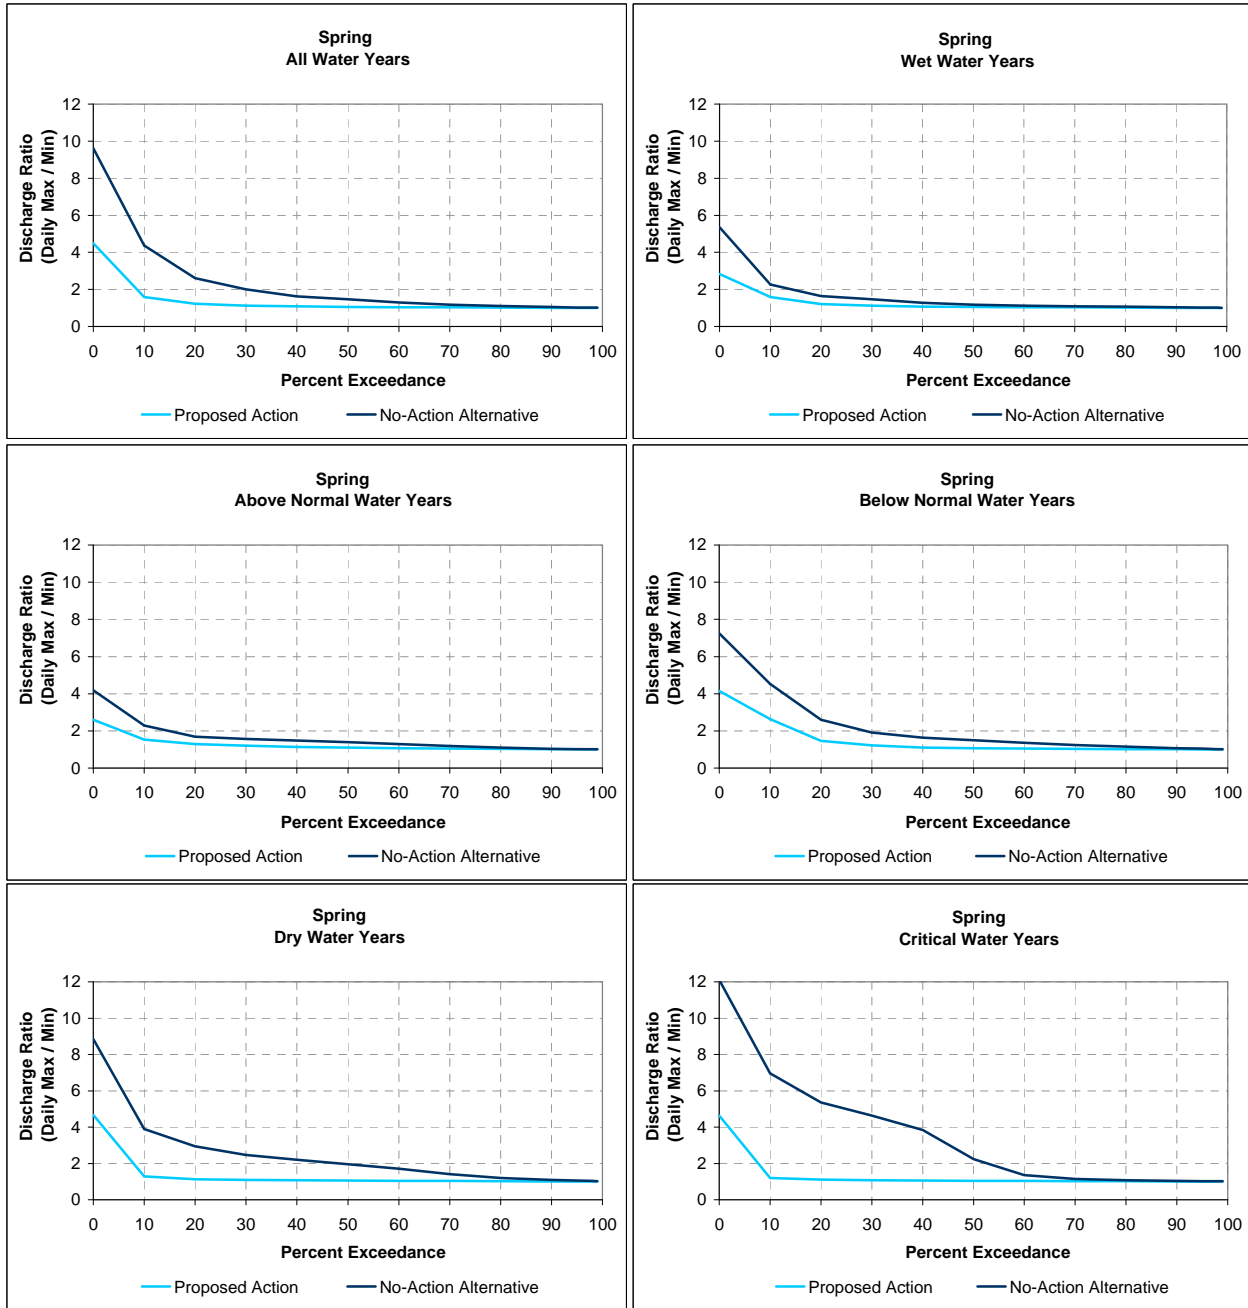 Spring
All Water Years
Discharge Ratio
(Daily Max / Min)
12
10
8
6
4
2
0
0 10 20 30 40 50 60 70 80 90 100
Percent Exceedance
Proposed Action No-Action Alternative
Spring
Wet Water Years
Discharge Ratio
(Daily Max / Min)
12
10
8
6
4
2
0
0 10 20 30 40 50 60 70 80 90 100
Percent Exceedance
Proposed Action No-Action Alternative
Spring
Above Normal Water Years
Discharge Ratio
(Daily Max / Min)
12
10
8
6
4
2
0
0 10 20 30 40 50 60 70 80 90 100
Percent Exceedance
Proposed Action No-Action Alternative
Spring
Below Normal Water Years
Discharge Ratio
(Daily Max / Min)
12
10
8
6
4
2
0
0 10 20 30 40 50 60 70 80 90 100
Percent Exceedance
Proposed Action No-Action Alternative
Spring
Dry Water Years
Discharge Ratio
(Daily Max / Min)
12
10
8
6
4
2
0
0 10 20 30 40 50 60 70 80 90 100
Percent Exceedance
Proposed Action No-Action Alternative
Spring
Critical Water Years
Discharge Ratio
(Daily Max / Min)
12
10
8
6
4
2
0
0 10 20 30 40 50 60 70 80 90 100
Percent Exceedance
Proposed Action No-Action Alternative